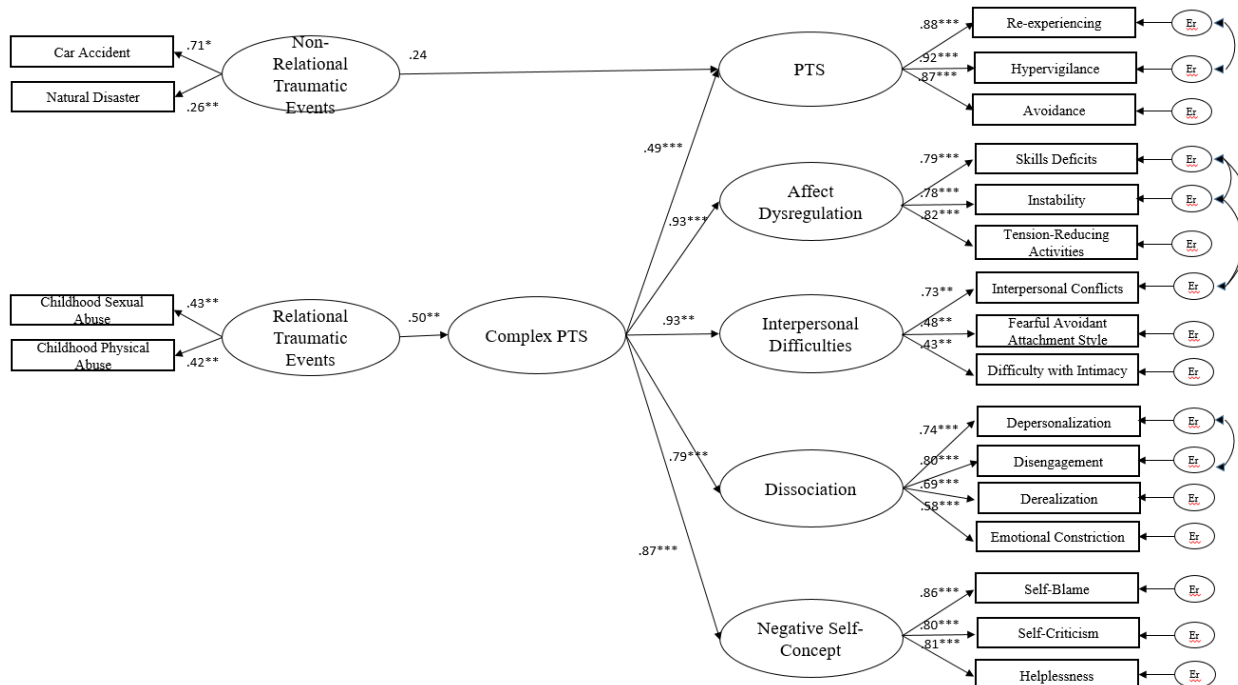 Car Accident
Natural Disaster
.71*
.26**
Non-
Relational
Traumatic
Events
.24
PTS
.88***
.92***
.87***
Re-experiencing
Er
Hypervigilance
Er
Avoidance
Er
.49***
.93***
Affect
Dysregulation
.79***
.78***
.82***
Skills Deficits
Er
Instability
Er
Tension-Reducing
Activities
Er
Childhood Sexual
Abuse
Childhood Physical
Abuse
.43**
.42**
Relational
Traumatic
Events
.50**
Complex PTS
.93**
Interpersonal
Difficulties
.73**
.48**
.43**
Interpersonal Conflicts
Er
Fearful Avoidant
Attachment Style
Er
Difficulty with Intimacy
Er
.79***
Dissociation
.74***
.80***
.69***
.58***
Depersonalization
Er
Disengagement
Er
Derealization
Er
Emotional Constriction
Er
.87***
Negative Self-
Concept
.86***
.80***
.81***
Self-Blame
Er
Self-Criticism
Er
Helplessness
Er